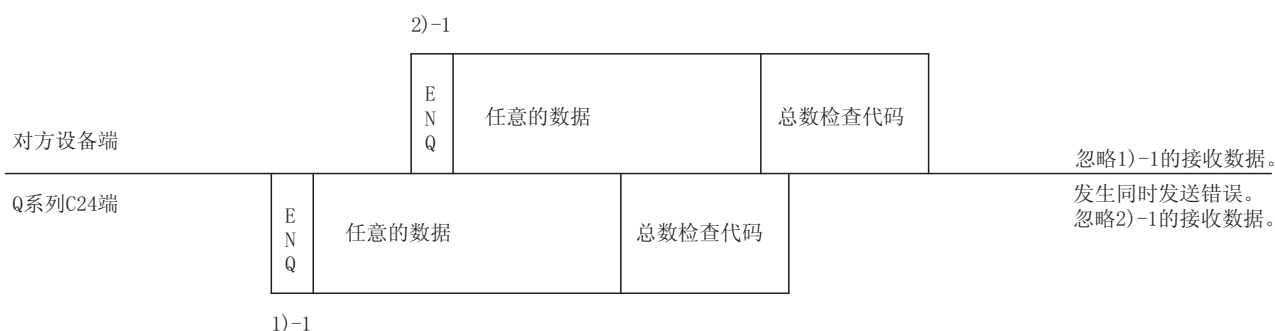 2)-1
E
N
Q
任意的数据
总数检查代码
对方设备端
忽略1)-1的接收数据。
Q系列C24端
发生同时发送错误。
忽略2)-1的接收数据。
E
N
Q
任意的数据
总数检查代码
1)-1